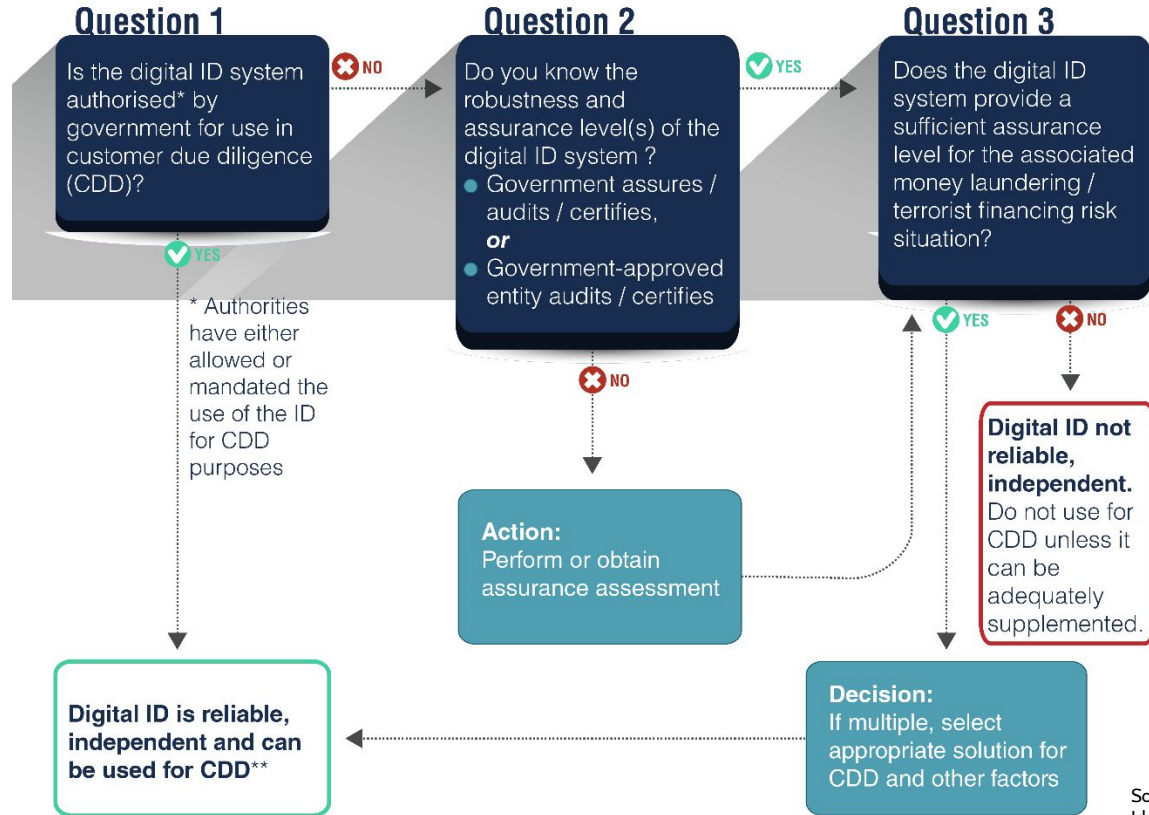 Question 1
Is the digital ID system
authorised* by
government for use in
customer due diligence
(CDD)?
NO
YES
* Authorities
have either
allowed or
mandated the
use of the ID
for CDD
purposes
Question 2
Do you know the
robustness and
assurance level(s) of the
digital ID system ?
Government assures /
audits / certifies,
or
Government-approved
entity audits / certifies
YES
NO
Action:
Perform or obtain
assurance assessment
Question 3
Does the digital ID
system provide a
sufficient assurance
level for the associated
money laundering /
terrorist financing risk
situation?
YES
NO
Digital ID not
reliable,
independent.
Do not use for
CDD unless it
can be
adequately
supplemented.
Decision:
If multiple, select
appropriate solution for
CDD and other factors
Digital ID is reliable,
independent and can
be used for CDD**